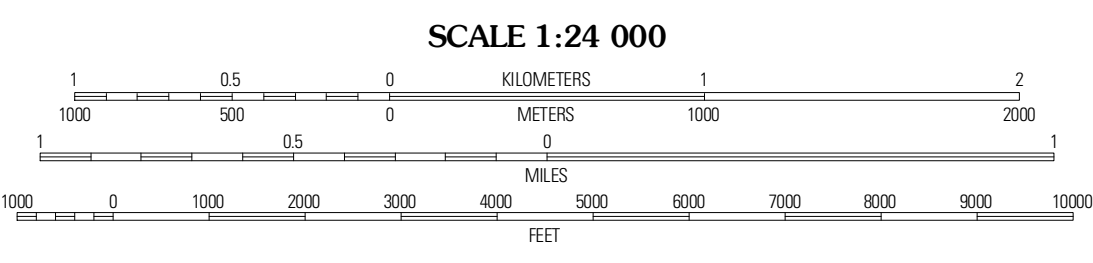 SCALE 1:24 000
1 0.5 0 KILOMETERS 1 2
1000 500 0 METERS 1000 2000
1 0.5 0 1
MILES
1000 0 1000 2000 3000 4000 5000 6000 7000 8000 9000 10000
FEET